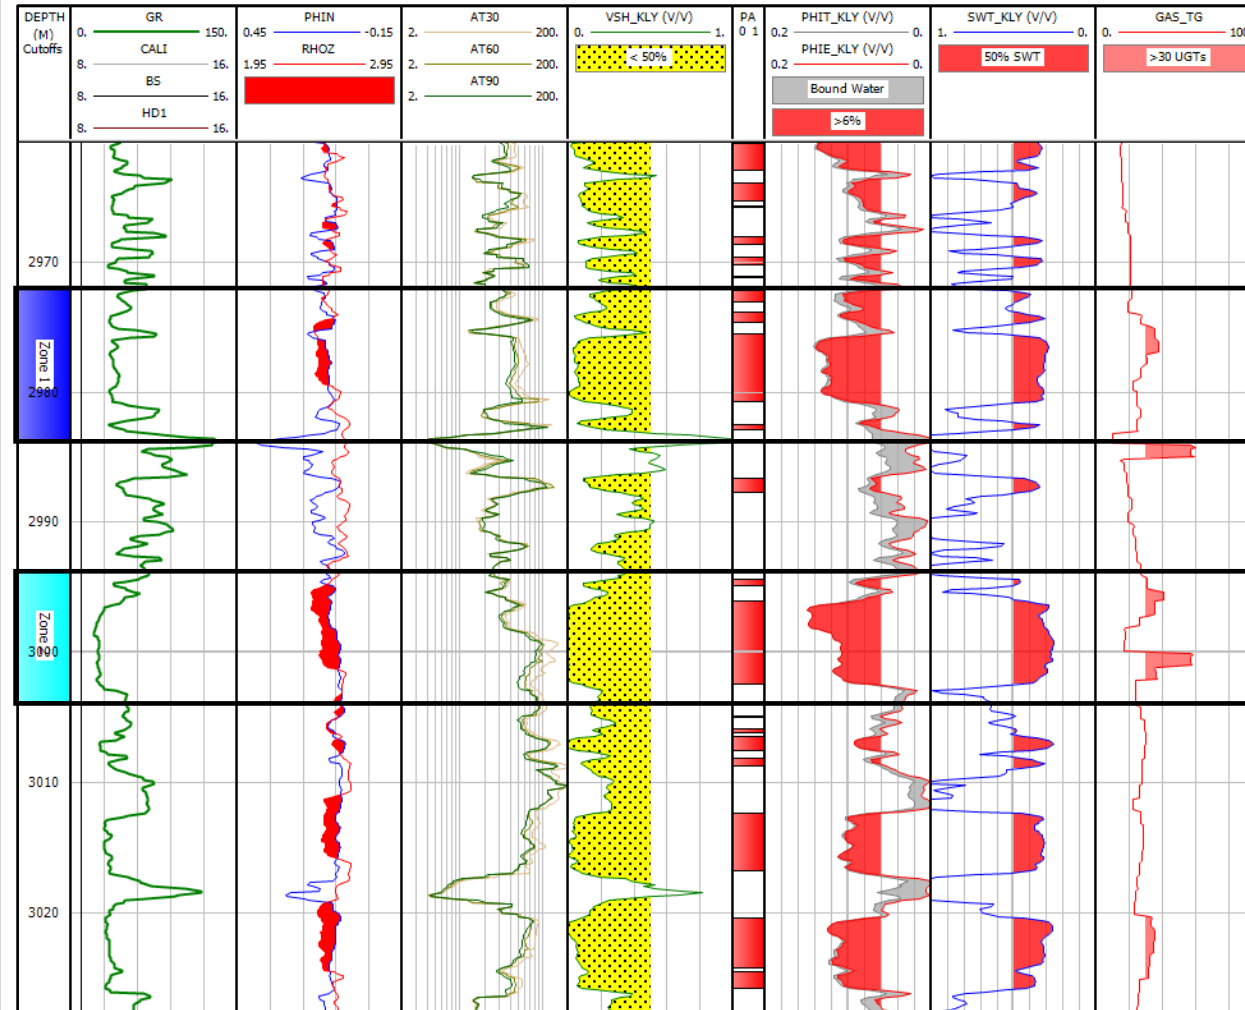 DEPTH
(M)
Cutoffs
GR
0. 150.
CALI
8. 16.
BS
8. 16.
HD1
8. 16.
PHIN
0.45 -0.15
RHOZ
1.95 2.95
AT30
2. 200.
AT60
2. 200.
AT90
2. 200.
VSH_KLY (V/V)
0. 1.
< 50%
PA
0 1
PHIT_KLY (V/V)
0.2 0.
PHIE_KLY (V/V)
0.2 0.
Bound Water
>6%
SWT_KLY (V/V)
1. 0.
50% SWT
GAS_TG
0. 100
>30 UGTs
2970
Zone 1
2980
2990
Zone
3000
3010
3020